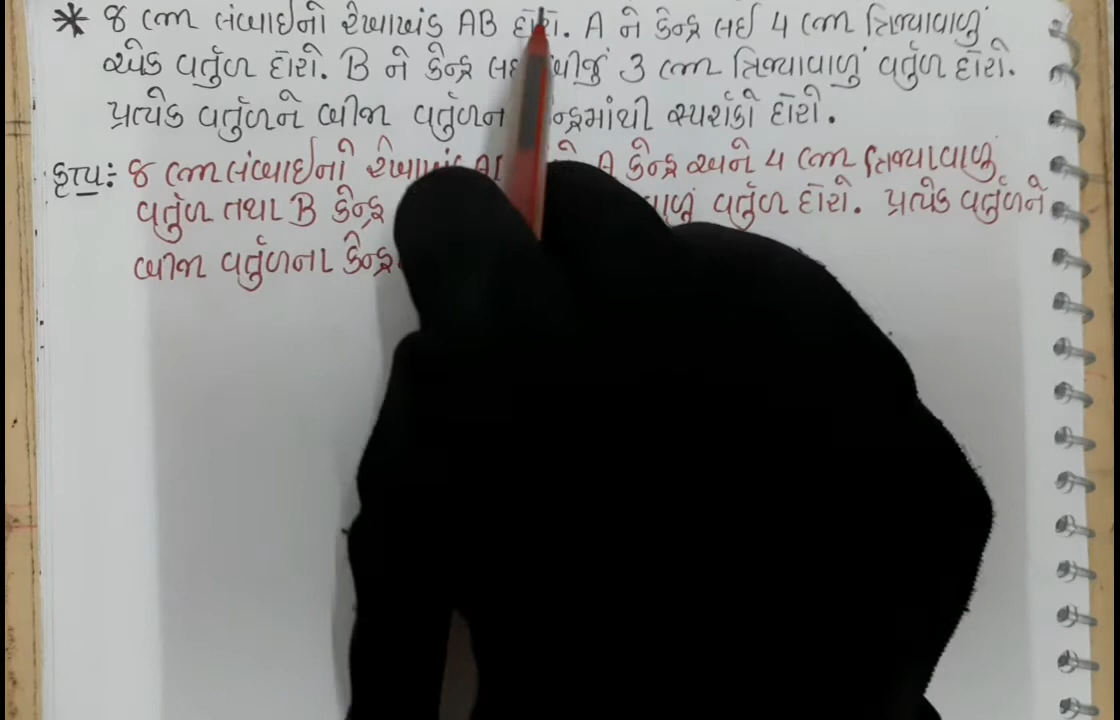 * 8 cm લંબાઈનો રેખાખંડ AB દોરો. A ને કેન્દ્ર લઈ 4 cm ત્રિજ્યાવાળું
એક વર્તુળ દોરો. B ને કેન્દ્ર લઈ બીજું 3 cm ત્રિજ્યાવાળું વર્તુળ દોરો.
પ્રત્યેક વર્તુળને બીજા વર્તુળના કેન્દ્રમાંથી સ્પર્શકો દોરો.
કૃત્ય: 8 cm લંબાઈનો રેખાખંડ A કેન્દ્ર અને 4 cm ત્રિજ્યાવાળું
વર્તુળ તથા B કેન્દ્ર વર્તુળ દોરો. પ્રત્યેક વર્તુળને
બીજા વર્તુળના કેન્દ્ર